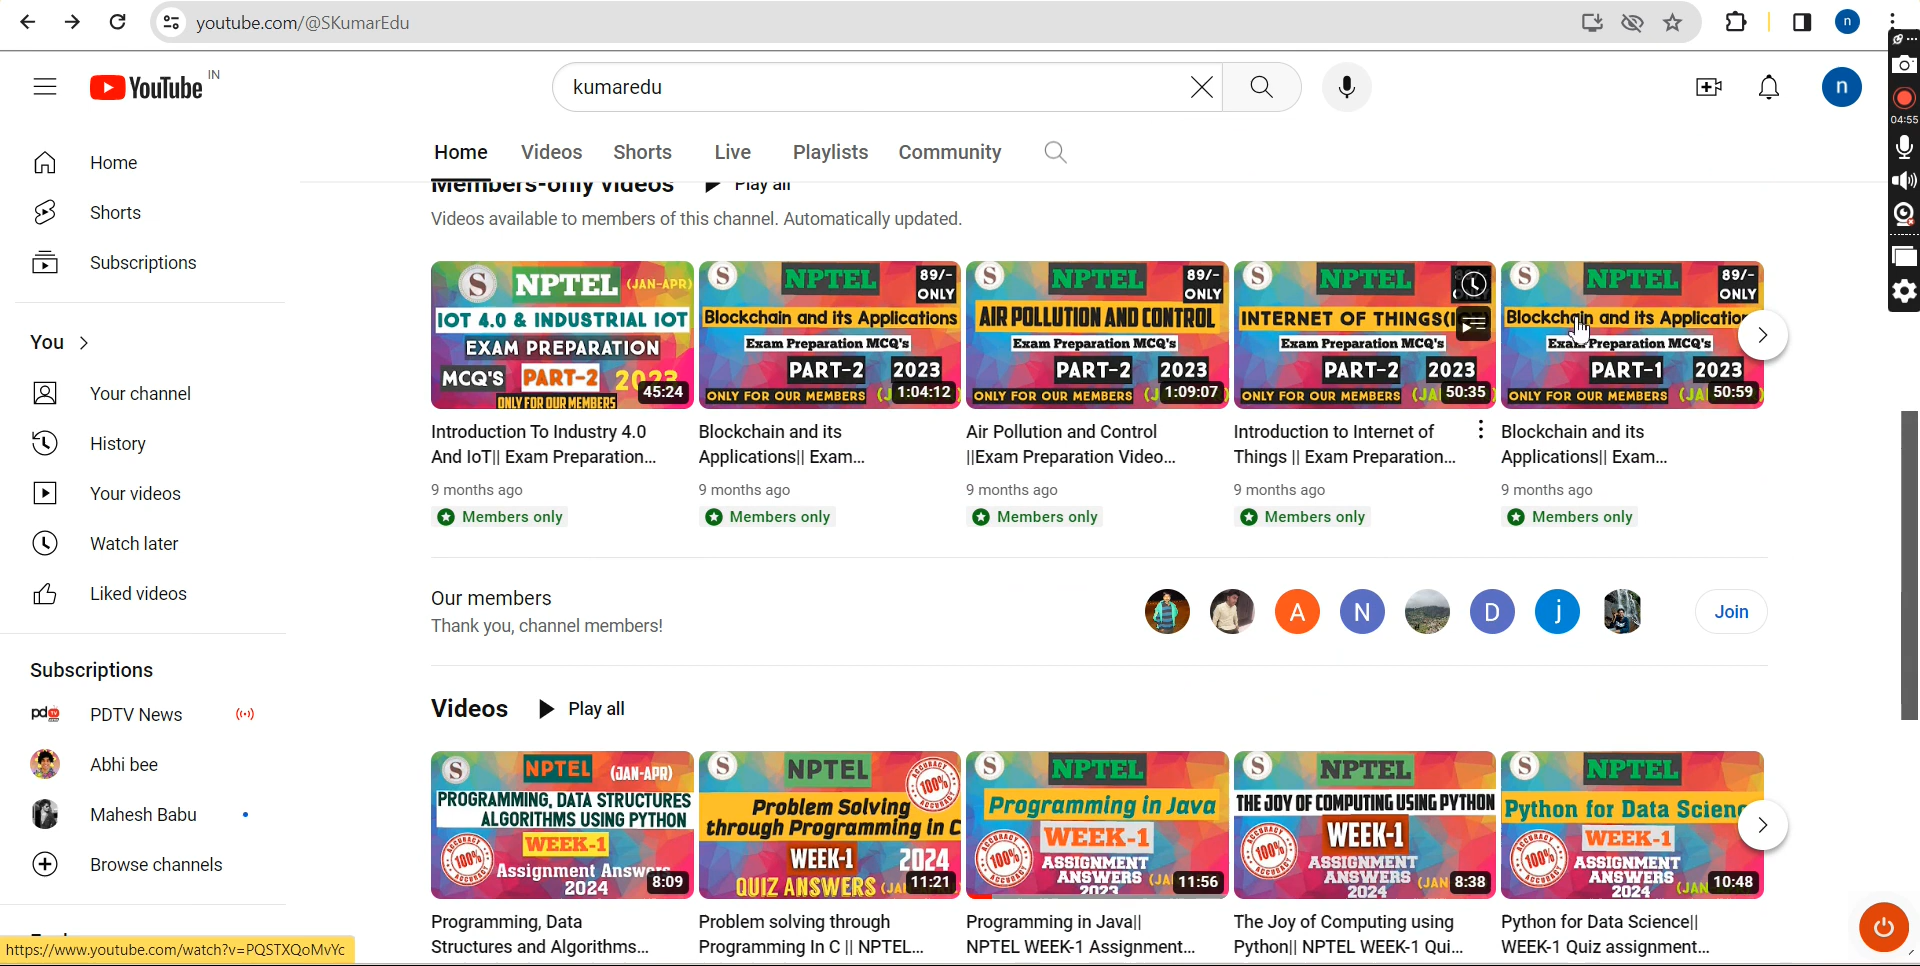 youtube.com/@SKumarEdu
n
04:55
YouTube IN
kumaredu
n
Home
Shorts
Subscriptions
You
Your channel
History
Your videos
Watch later
Liked videos
Subscriptions
PDTV News
Abhi bee
Mahesh Babu
Browse channels
https://www.youtube.com/watch?v=PQSTXQoMvYc
Home Videos Shorts Live Playlists Community
Members-only videos Play all
Videos available to members of this channel. Automatically updated.
S NPTEL (JAN-APR)
IOT 4.0 & INDUSTRIAL IOT
EXAM PREPARATION
MCQ'S PART-2 2023
ONLY FOR OUR MEMBERS
45:24
Introduction To Industry 4.0
And IoT|| Exam Preparation...
9 months ago
Members only
S NPTEL 89/-
ONLY
Blockchain and its Applications
Exam Preparation MCQ's
PART-2 2023
ONLY FOR OUR MEMBERS
1:04:12
Blockchain and its
Applications|| Exam...
9 months ago
Members only
S NPTEL 89/-
ONLY
AIR POLLUTION AND CONTROL
Exam Preparation MCQ's
PART-2 2023
ONLY FOR OUR MEMBERS
1:09:07
Air Pollution and Control
||Exam Preparation Video...
9 months ago
Members only
S NPTEL
INTERNET OF THINGS
Exam Preparation MCQ's
PART-2 2023
ONLY FOR OUR MEMBERS (JA
50:35
Introduction to Internet of
Things || Exam Preparation...
9 months ago
Members only
S NPTEL 89/-
ONLY
Blockchain and its Applications
Exam Preparation MCQ's
PART-1 2023
ONLY FOR OUR MEMBERS (JA
50:59
Blockchain and its
Applications|| Exam...
9 months ago
Members only
Our members
Thank you, channel members!
A N D j
Join
Videos Play all
S NPTEL (JAN-APR)
PROGRAMMING, DATA STRUCTURES
ALGORITHMS USING PYTHON
WEEK-1
100%
Assignment Answers
2024
8:09
Programming, Data
Structures and Algorithms...
S NPTEL ACCURACY 100%
Problem Solving
through Programming in C
WEEK-1 2024
QUIZ ANSWERS
11:21
Problem solving through
Programming In C || NPTEL...
S NPTEL
Programming in Java
WEEK-1
100%
ASSIGNMENT
ANSWERS
2023
11:56
Programming in Java||
NPTEL WEEK-1 Assignment...
S NPTEL
THE JOY OF COMPUTING USING PYTHON
WEEK-1
100%
ASSIGNMENT
ANSWERS
2024
(JAN
8:38
The Joy of Computing using
Python|| NPTEL WEEK-1 Qui...
S NPTEL
Python for Data Scienc
WEEK-1
100%
ASSIGNMENT
ANSWERS
2024
(JAN
10:48
Python for Data Science||
WEEK-1 Quiz assignment...